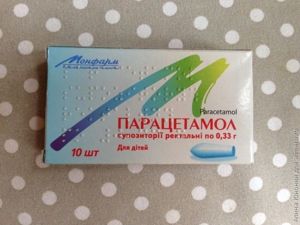 Монфарм
Paracetamol
ПАРАЦЕТАМОЛ
супозиторії ректальні по 0,33 г
Для дітей
10 шт